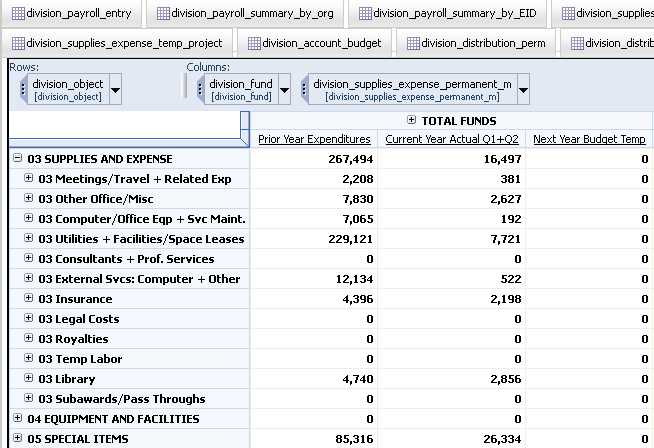 division_payroll_entry division_payroll_summary_by_org division_payroll_summary_by_EID division_supplies
division_supplies_expense_temp_project division_account_budget division_distribution_perm division_distrib
Rows: Columns:
division_object division_fund division_supplies_expense_permanent_m
[division_object] [division_fund] [division_supplies_expense_permanent_m]
TOTAL FUNDS
Prior Year Expenditures Current Year Actual Q1+Q2 Next Year Budget Temp
03 SUPPLIES AND EXPENSE 267,494 16,497 0
03 Meetings/Travel + Related Exp 2,208 381 0
03 Other Office/Misc 7,830 2,627 0
03 Computer/Office Eqp + Svc Maint. 7,065 192 0
03 Utilities + Facilities/Space Leases 229,121 7,721 0
03 Consultants + Prof. Services 0 0 0
03 External Svcs: Computer + Other 12,134 522 0
03 Insurance 4,396 2,198 0
03 Legal Costs 0 0 0
03 Royalties 0 0 0
03 Temp Labor 0 0 0
03 Library 4,740 2,856 0
03 Subawards/Pass Throughs 0 0 0
04 EQUIPMENT AND FACILITIES 0 0 0
05 SPECIAL ITEMS 85,316 26,334 0